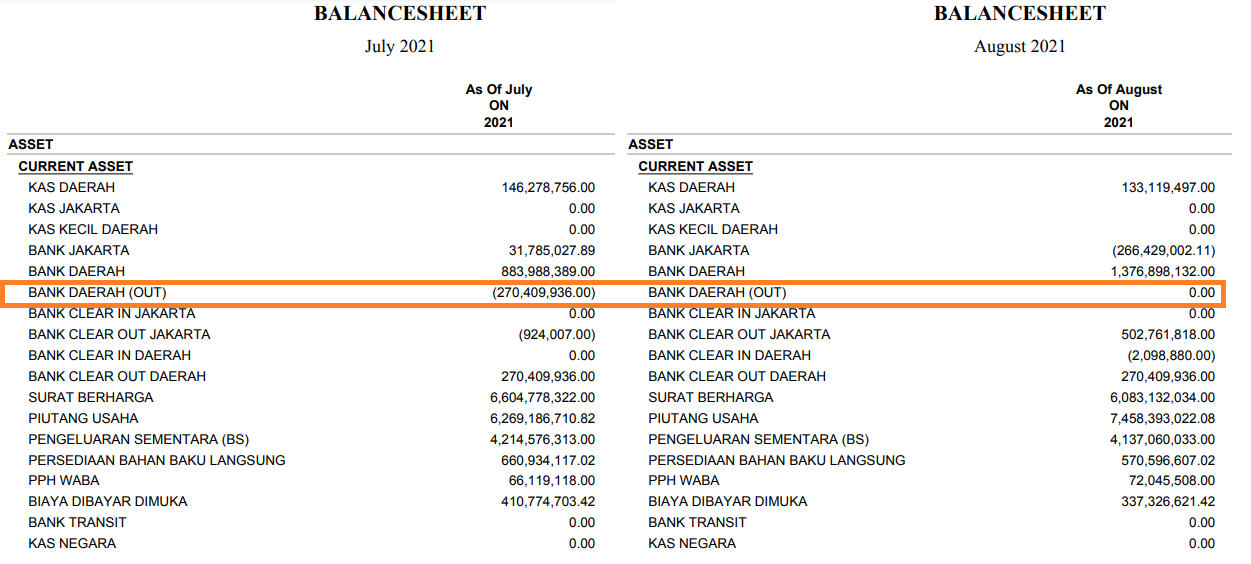 BALANCESHEET
July 2021
As Of July
ON
2021
ASSET
CURRENT ASSET
KAS DAERAH 146,278,756.00
KAS JAKARTA 0.00
KAS KECIL DAERAH 0.00
BANK JAKARTA 31,785,027.89
BANK DAERAH 883,988,389.00
BANK DAERAH (OUT) (270,409,936.00)
BANK CLEAR IN JAKARTA 0.00
BANK CLEAR OUT JAKARTA (924,007.00)
BANK CLEAR IN DAERAH 0.00
BANK CLEAR OUT DAERAH 270,409,936.00
SURAT BERHARGA 6,604,778,322.00
PIUTANG USAHA 6,269,186,710.82
PENGELUARAN SEMENTARA (BS) 4,214,576,313.00
PERSEDIAAN BAHAN BAKU LANGSUNG 660,934,117.02
PPH WABA 66,119,118.00
BIAYA DIBAYAR DIMUKA 410,774,703.42
BANK TRANSIT 0.00
KAS NEGARA 0.00
BALANCESHEET
August 2021
As Of August
ON
2021
ASSET
CURRENT ASSET
KAS DAERAH 133,119,497.00
KAS JAKARTA 0.00
KAS KECIL DAERAH 0.00
BANK JAKARTA (266,429,002.11)
BANK DAERAH 1,376,898,132.00
BANK DAERAH (OUT) 0.00
BANK CLEAR IN JAKARTA 0.00
BANK CLEAR OUT JAKARTA 502,761,818.00
BANK CLEAR IN DAERAH (2,098,880.00)
BANK CLEAR OUT DAERAH 270,409,936.00
SURAT BERHARGA 6,083,132,034.00
PIUTANG USAHA 7,458,393,022.08
PENGELUARAN SEMENTARA (BS) 4,137,060,033.00
PERSEDIAAN BAHAN BAKU LANGSUNG 570,596,607.02
PPH WABA 72,045,508.00
BIAYA DIBAYAR DIMUKA 337,326,621.42
BANK TRANSIT 0.00
KAS NEGARA 0.00